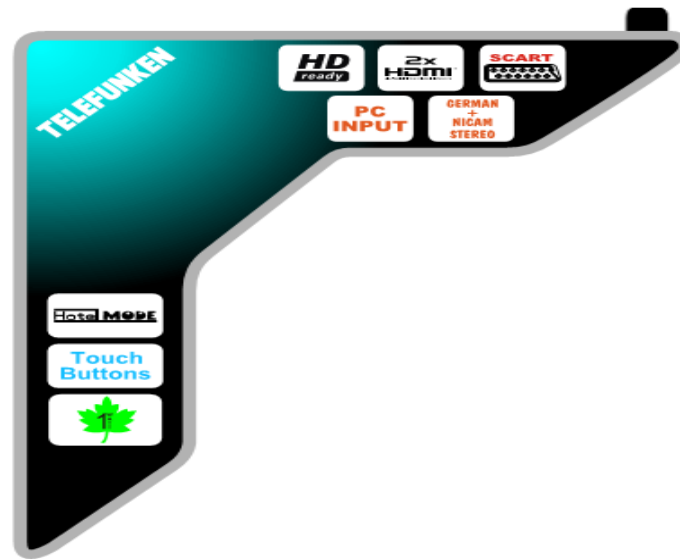 TELEFUNKEN
HD
ready
2x
HDMI
SCART
PC
INPUT
GERMAN
+
NICAM
STEREO
Hotel MODE
Touch
Buttons
1